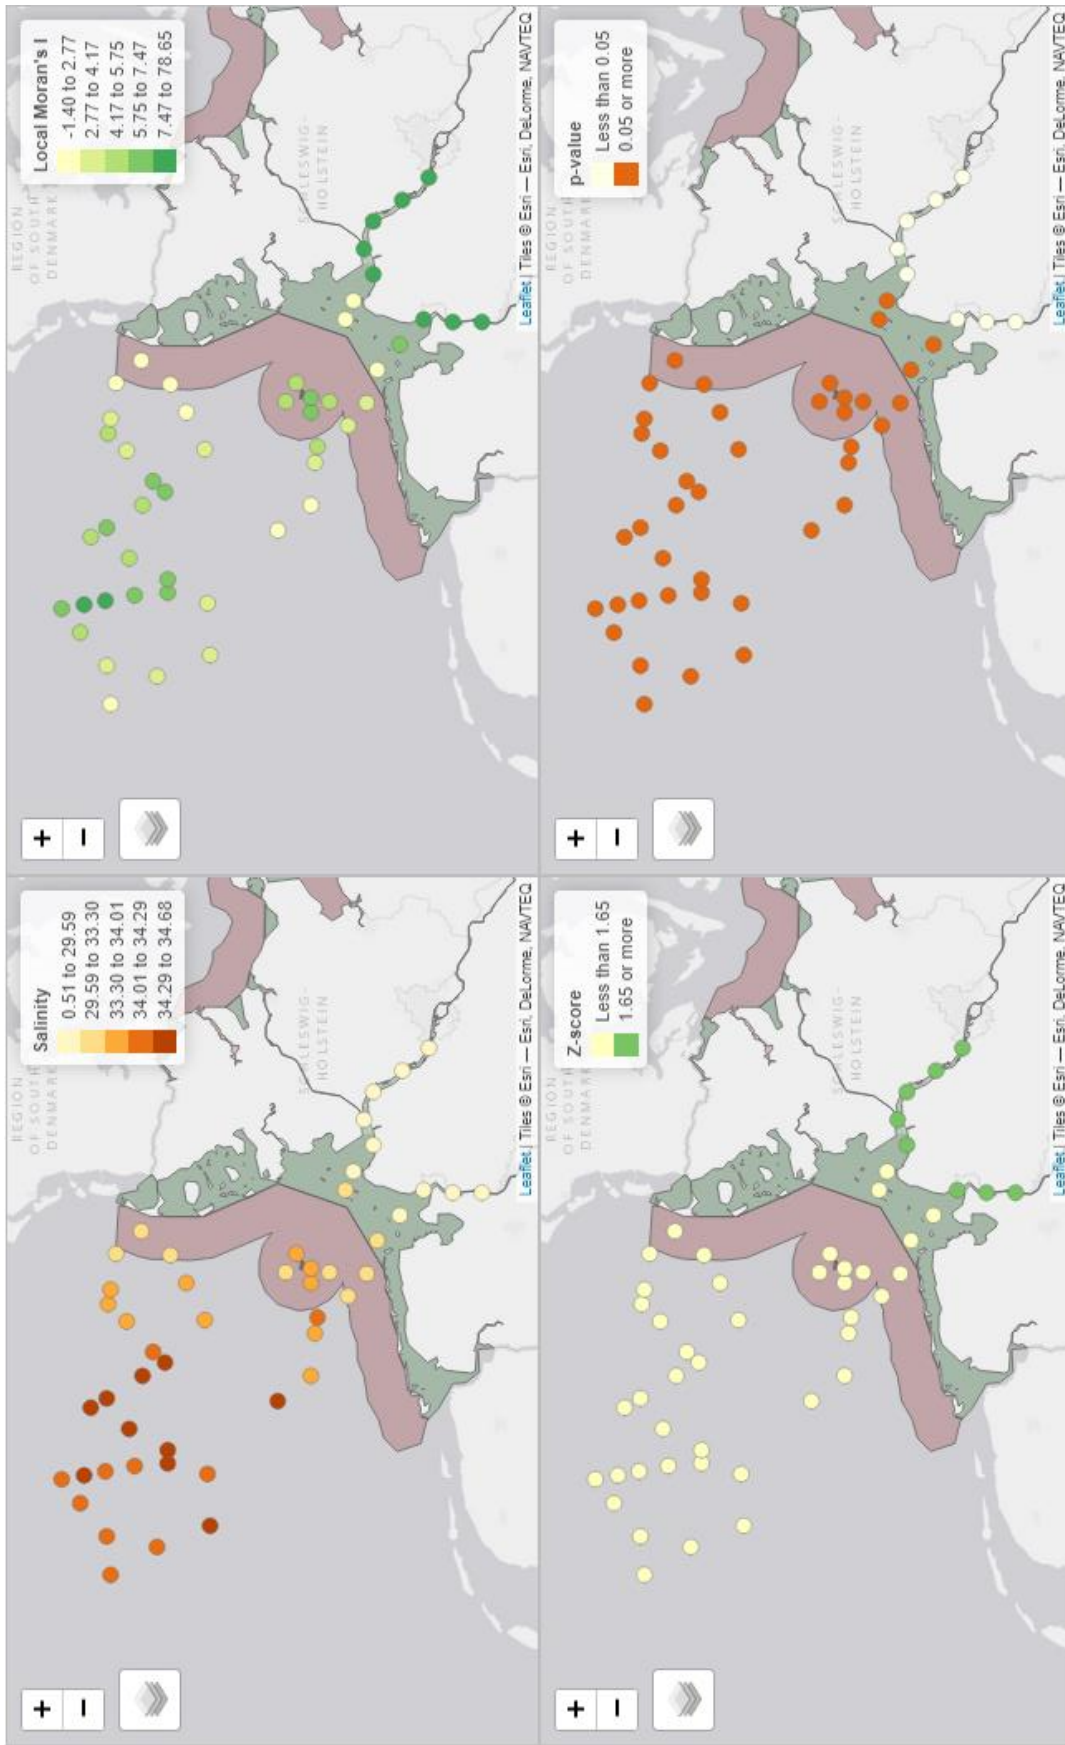 +
−
Salinity
0.51 to 29.59
29.59 to 33.30
33.30 to 34.01
34.01 to 34.29
34.29 to 34.68
REGION
OF SOUTH
DENMARK
SCHLESWIG-
HOLSTEIN
Leaflet | Tiles © Esri — Esri, DeLorme, NAVTEQ
+
−
Local Moran's I
-1.40 to 2.77
2.77 to 4.17
4.17 to 5.75
5.75 to 7.47
7.47 to 78.65
REGION
OF SOUTH
DENMARK
SCHLESWIG-
HOLSTEIN
Leaflet | Tiles © Esri — Esri, DeLorme, NAVTEQ
+
−
Z-score
Less than 1.65
1.65 or more
REGION
OF SOUTH
DENMARK
SCHLESWIG-
HOLSTEIN
Leaflet | Tiles © Esri — Esri, DeLorme, NAVTEQ
+
−
p-value
Less than 0.05
0.05 or more
REGION
OF SOUTH
DENMARK
SCHLESWIG-
HOLSTEIN
Leaflet | Tiles © Esri — Esri, DeLorme, NAVTEQ